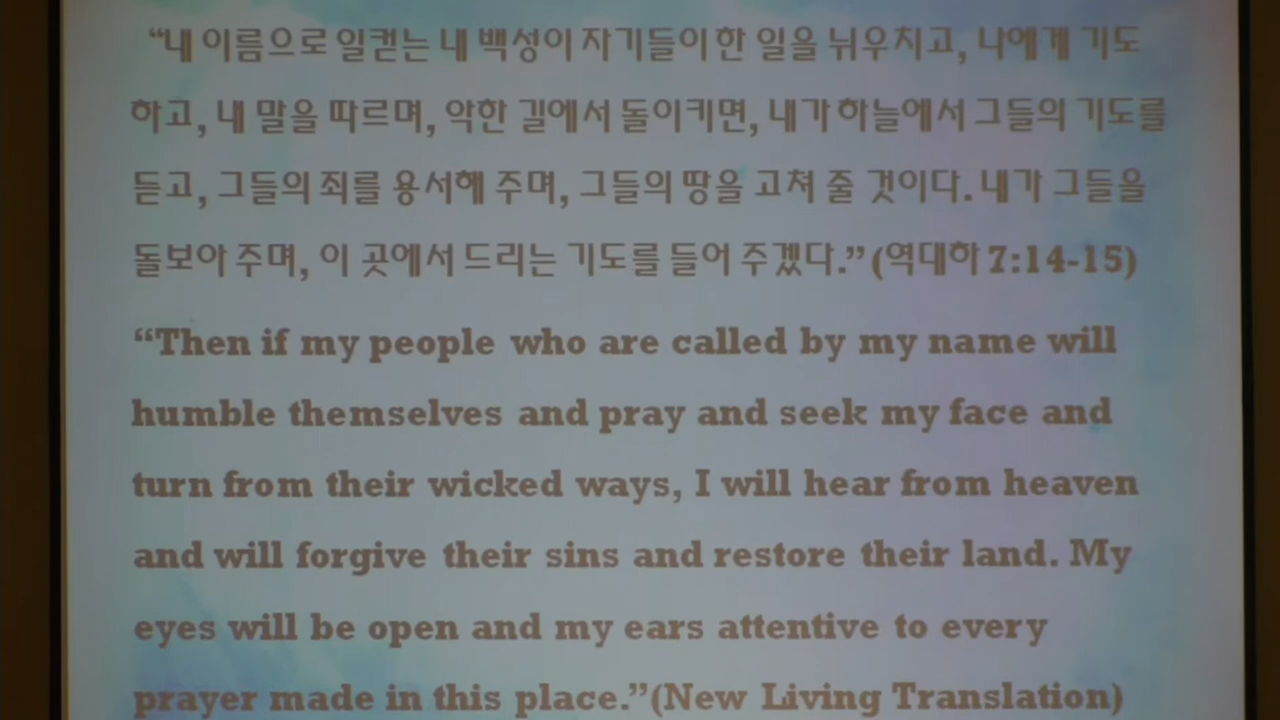 “내 이름으로 일컫는 내 백성이 자기들이 한 일을 뉘우치고, 나에게 기도
하고, 내 말을 따르며, 악한 길에서 돌이키면, 내가 하늘에서 그들의 기도를
듣고, 그들의 죄를 용서해 주며, 그들의 땅을 고쳐 줄 것이다. 내가 그들을
돌보아 주며, 이 곳에서 드리는 기도를 들어 주겠다.” (역대하 7:14-15)
“Then if my people who are called by my name will
humble themselves and pray and seek my face and
turn from their wicked ways, I will hear from heaven
and will forgive their sins and restore their land. My
eyes will be open and my ears attentive to every
prayer made in this place.”(New Living Translation)